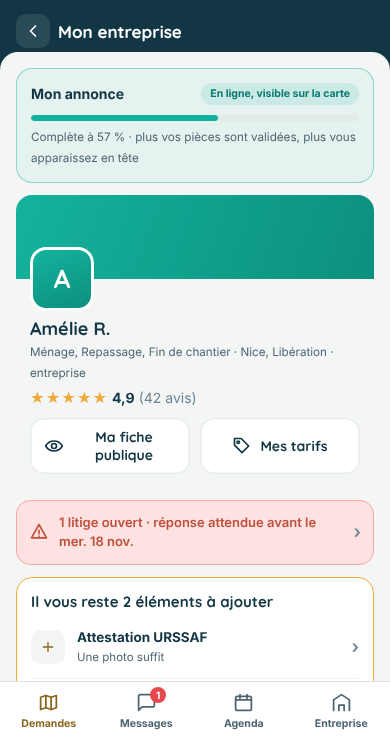 Mon entreprise
Mon annonce
En ligne, visible sur la carte
Complète à 57 % · plus vos pièces sont validées, plus vous
apparaissez en tête
A
Amélie R.
Ménage, Repassage, Fin de chantier · Nice, Libération ·
entreprise
★★★★★ 4,9 (42 avis)
Ma fiche
publique
Mes tarifs
1 litige ouvert · réponse attendue avant le
mer. 18 nov.
Il vous reste 2 éléments à ajouter
Attestation URSSAF
Une photo suffit
1
Demandes
Messages
Agenda
Entreprise